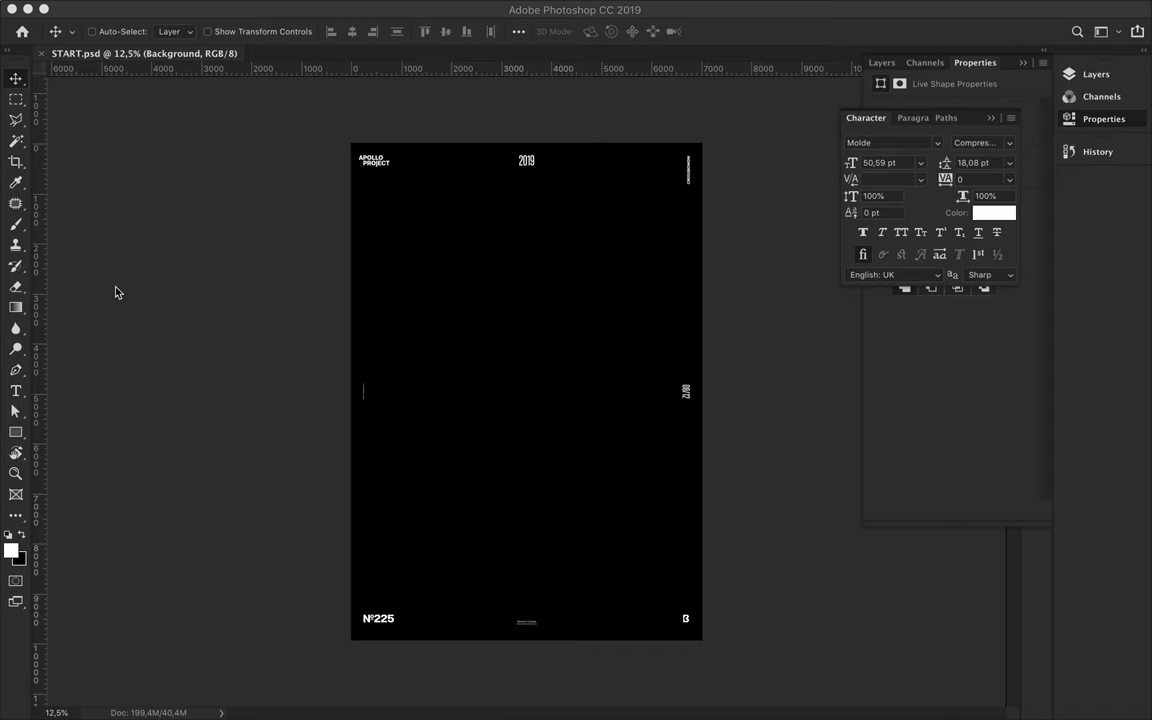 Adobe Photoshop CC 2019
Auto-Select:
Layer
Show Transform Controls
3D Mode:
START.psd @ 12,5% (Background, RGB/8)
6000 5000 4000 3000 2000 1000 0 1000 2000 3000 4000 5000 6000 7000 8000 9000
Layers Channels Properties
Live Shape Properties
Layers
Channels
Properties
History
Character Paragra Paths
Molde Compres...
50,59 pt 18,08 pt
0
100% 100%
0 pt Color:
English: UK Sharp
APOLLO
PROJECT
2019
08/12
Nº225
B
12,5% Doc: 199,4M/40,4M